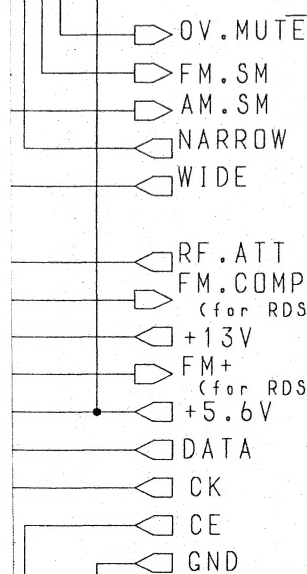 OV.MUTE
FM.SM
AM.SM
NARROW
WIDE
RF.ATT
FM.COMP
(for RDS
+13V
FM+
(for RDS
+5.6V
DATA
CK
CE
GND